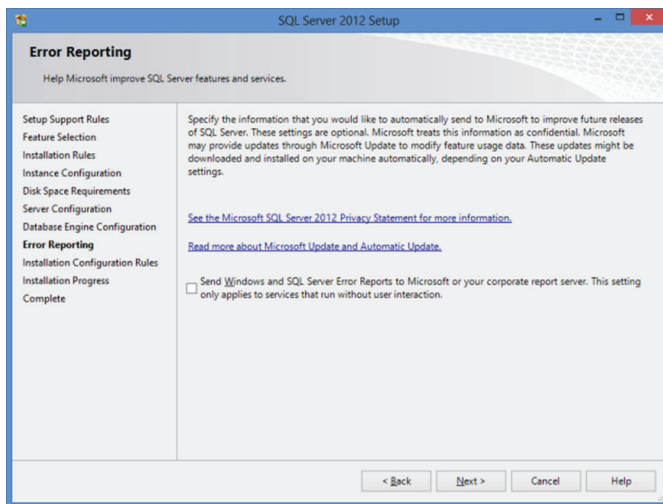 SQL Server 2012 Setup
Error Reporting
Help Microsoft improve SQL Server features and services.
Setup Support Rules
Feature Selection
Installation Rules
Instance Configuration
Disk Space Requirements
Server Configuration
Database Engine Configuration
Error Reporting
Installation Configuration Rules
Installation Progress
Complete
Specify the information that you would like to automatically send to Microsoft to improve future releases
of SQL Server. These settings are optional. Microsoft treats this information as confidential. Microsoft
may provide updates through Microsoft Update to modify feature usage data. These updates might be
downloaded and installed on your machine automatically, depending on your Automatic Update
settings.
See the Microsoft SQL Server 2012 Privacy Statement for more information.
Read more about Microsoft Update and Automatic Update.
Send Windows and SQL Server Error Reports to Microsoft or your corporate report server. This setting
only applies to services that run without user interaction.
< Back
Next >
Cancel
Help